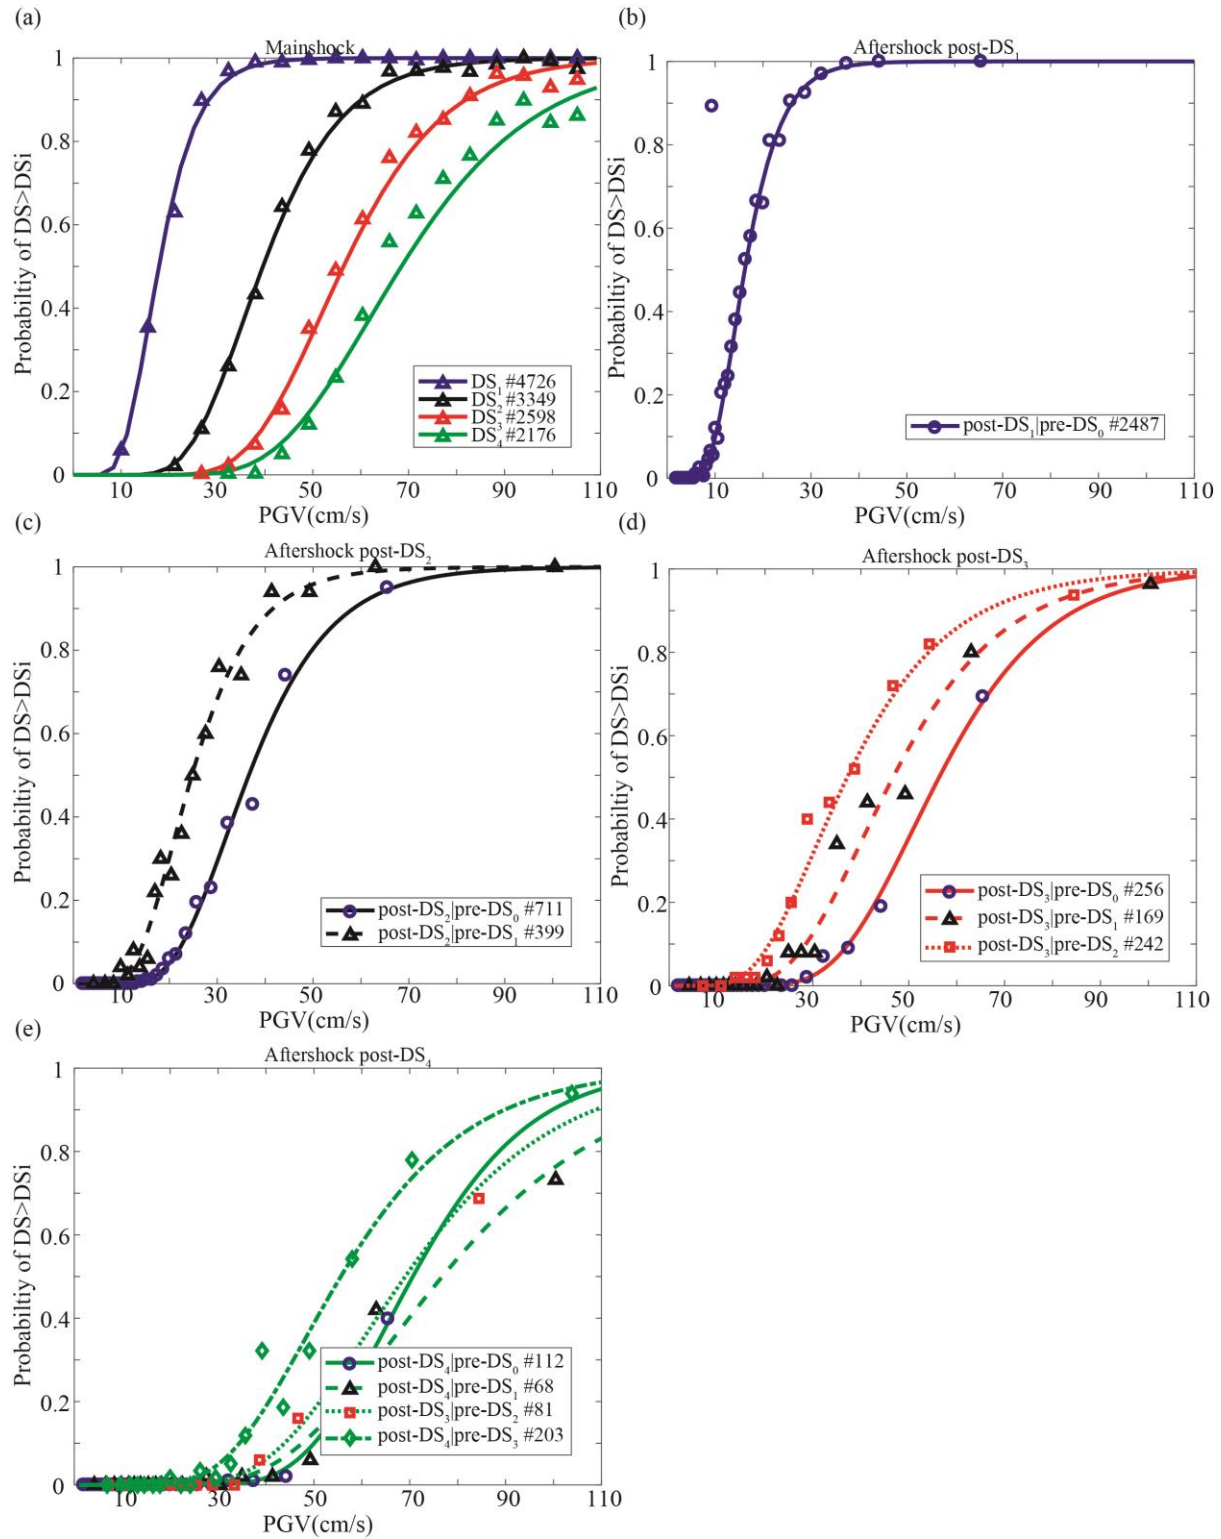 (a)
Mainshock
1
0.8
0.6
0.4
0.2
0
Probabiltiy of DS>DSi
10 30 50 70 90 110
PGV(cm/s)
DS1 #4726
DS2 #3349
DS3 #2598
DS4 #2176
(b)
Aftershock post-DS1
1
0.8
0.6
0.4
0.2
0
Probabiltiy of DS>DSi
10 30 50 70 90 110
PGV(cm/s)
post-DS1|pre-DS0 #2487
(c)
Aftershock post-DS2
1
0.8
0.6
0.4
0.2
0
Probabiltiy of DS>DSi
10 30 50 70 90 110
PGV(cm/s)
post-DS2|pre-DS0 #711
post-DS2|pre-DS1 #399
(d)
Aftershock post-DS3
1
0.8
0.6
0.4
0.2
0
Probabiltiy of DS>DSi
10 30 50 70 90 110
PGV(cm/s)
post-DS3|pre-DS0 #256
post-DS3|pre-DS1 #169
post-DS3|pre-DS2 #242
(e)
Aftershock post-DS4
1
0.8
0.6
0.4
0.2
0
Probabiltiy of DS>DSi
10 30 50 70 90 110
PGV(cm/s)
post-DS4|pre-DS0 #112
post-DS4|pre-DS1 #68
post-DS3|pre-DS2 #81
post-DS4|pre-DS3 #203